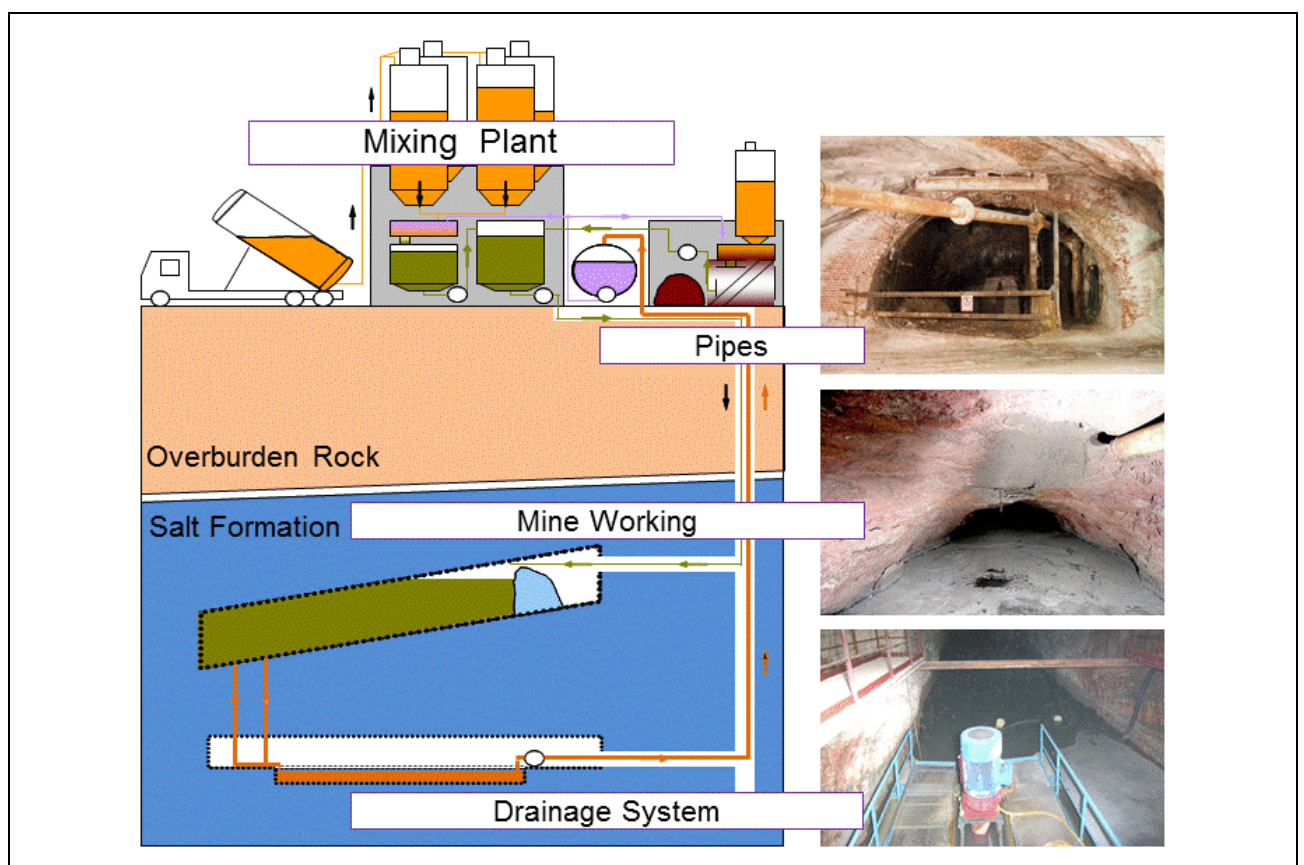 Mixing Plant
Pipes
Overburden Rock
Salt Formation
Mine Working
Drainage System